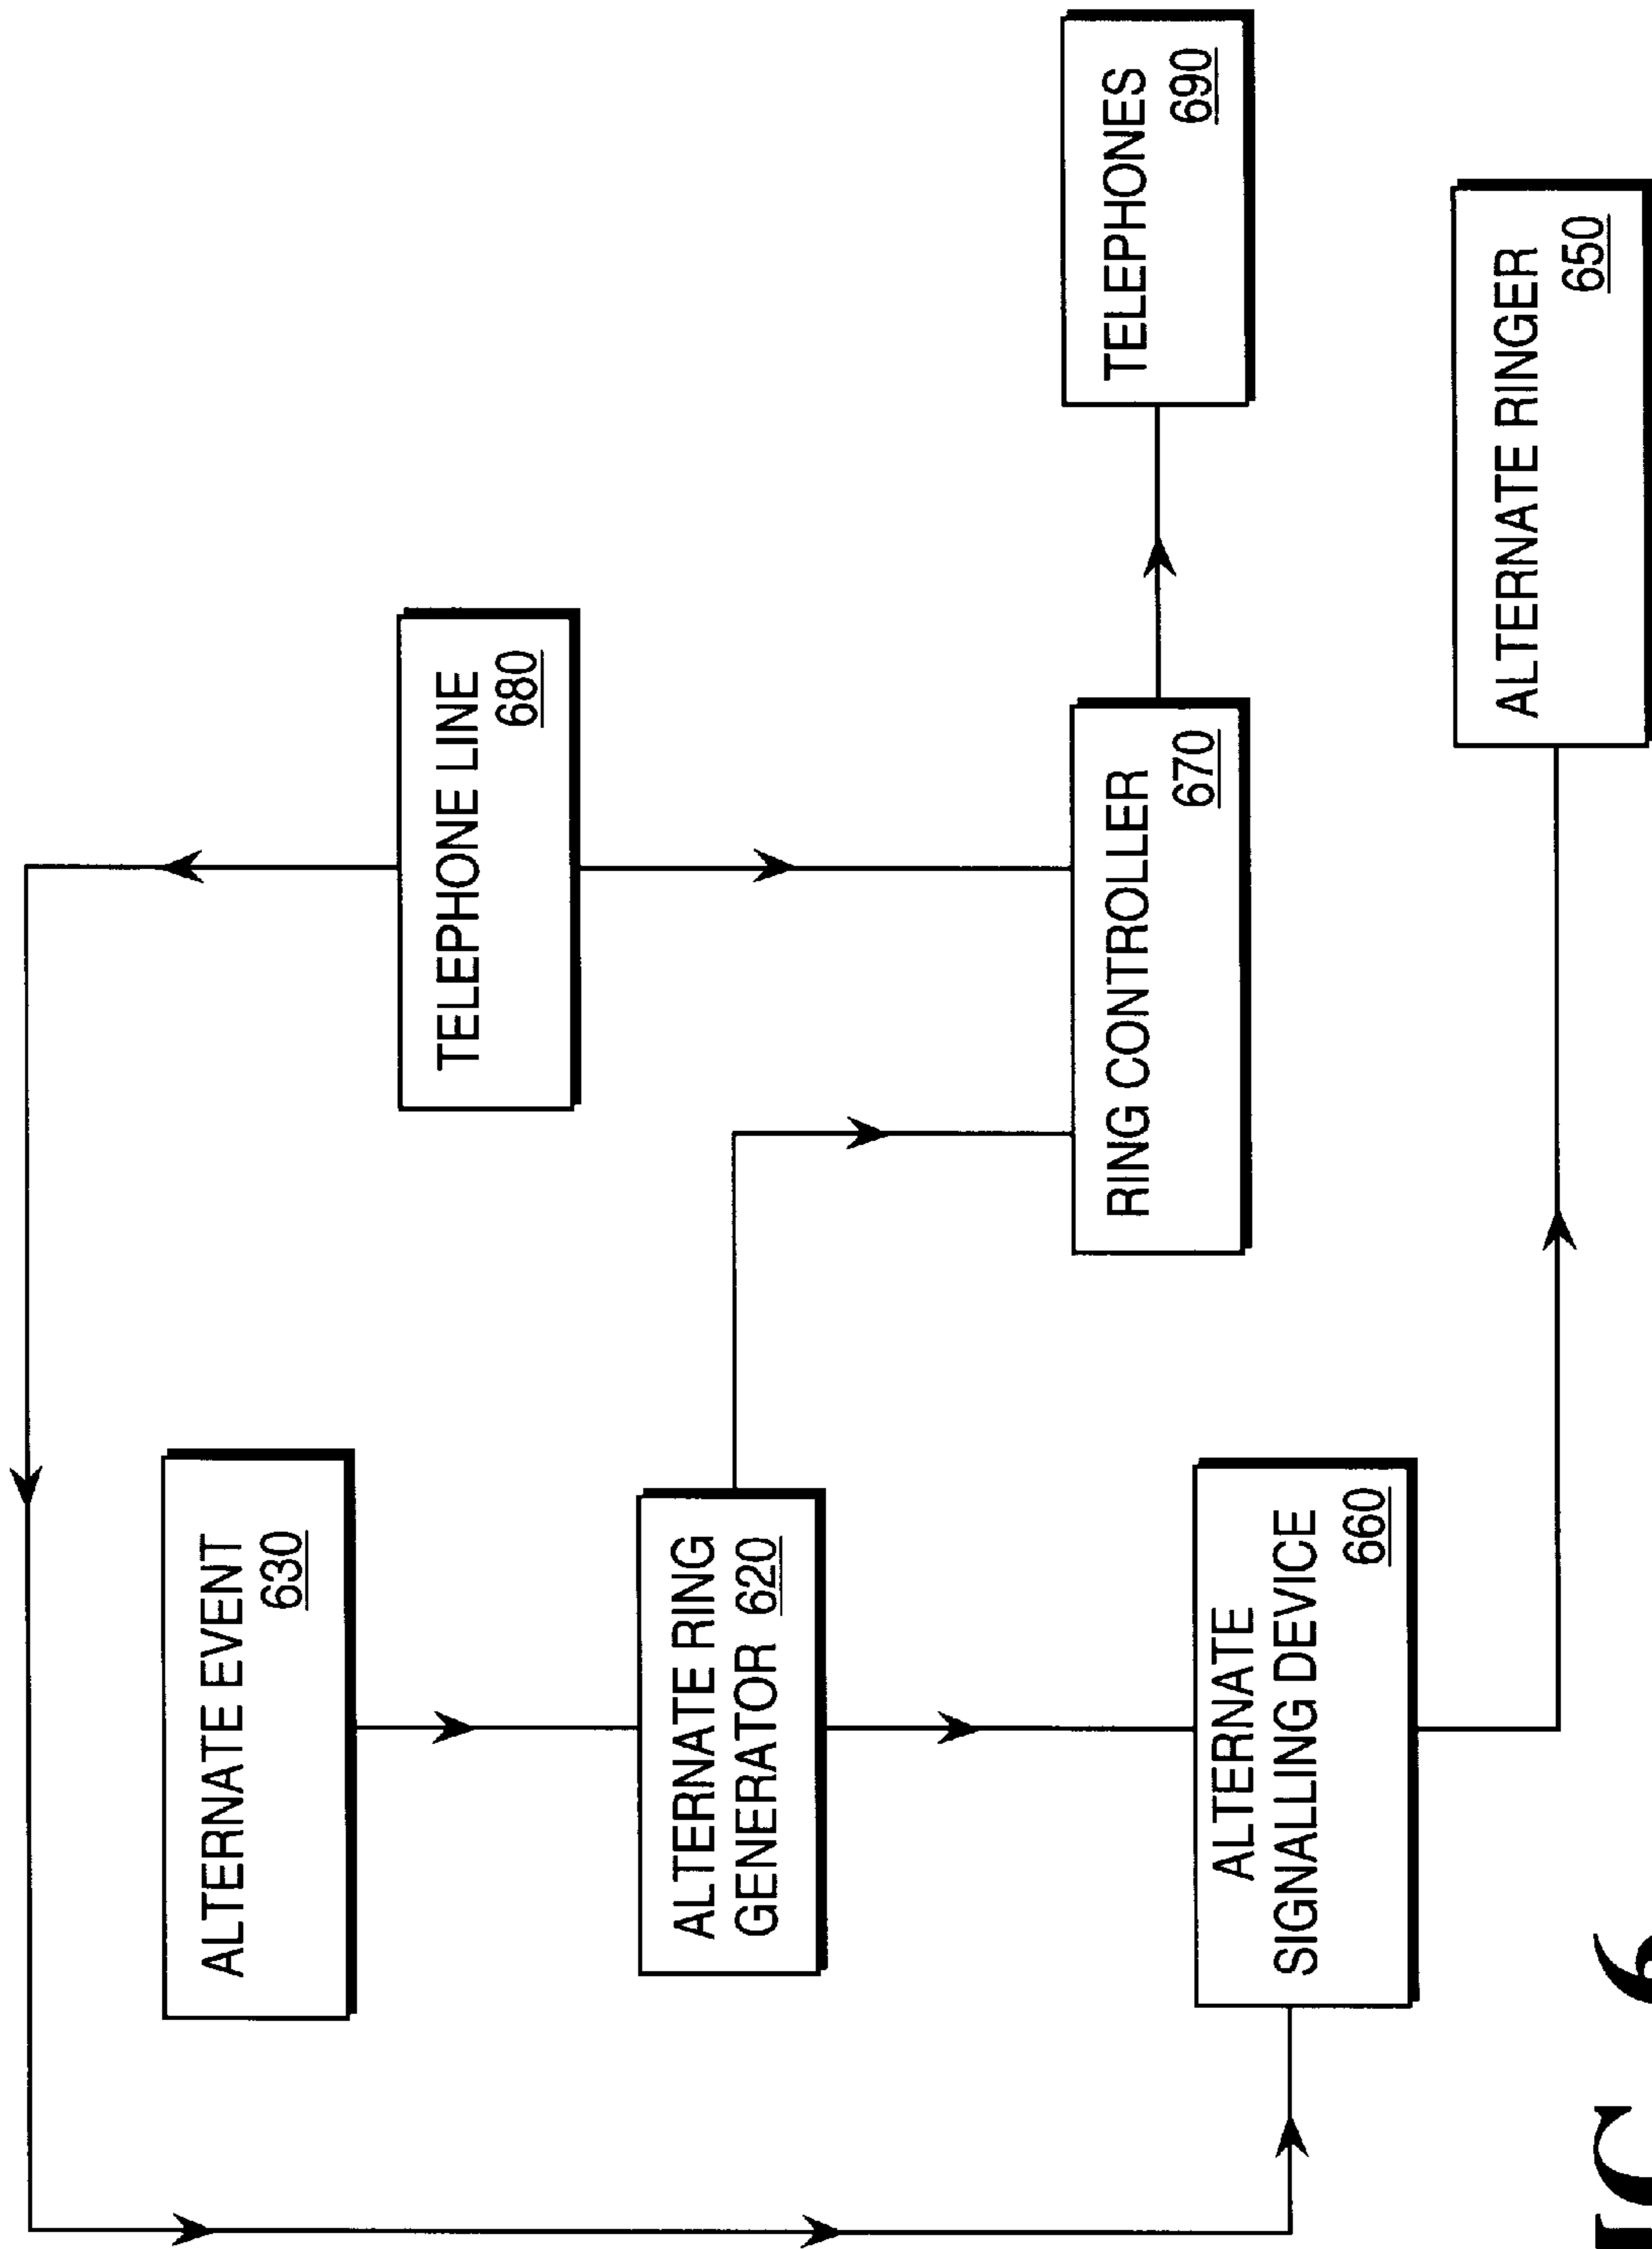 ALTERNATE EVENT
630
TELEPHONE LINE
680
ALTERNATE RING
GENERATOR 620
RING CONTROLLER
670
TELEPHONES
690
ALTERNATE
SIGNALLING DEVICE
660
ALTERNATE RINGER
650